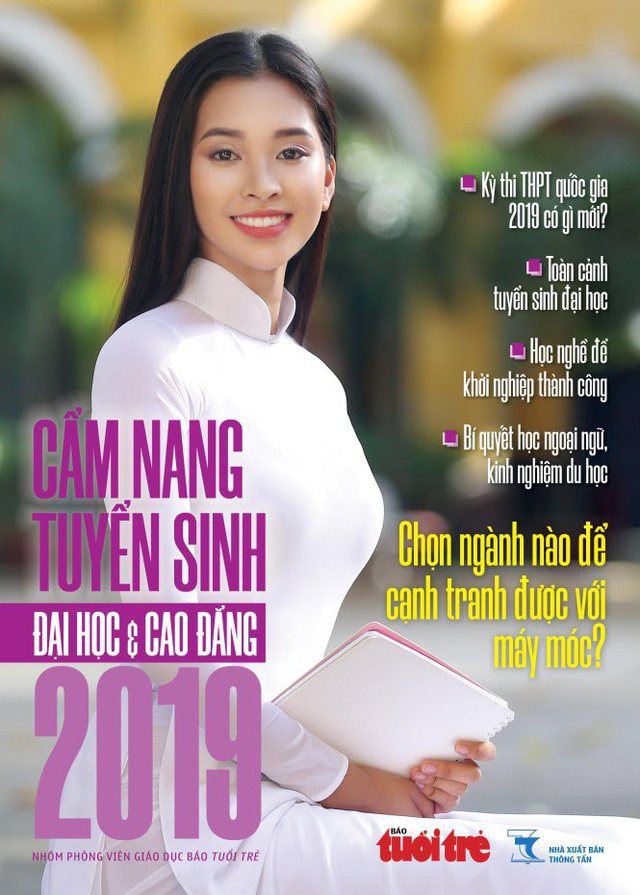 Kỳ thi THPT quốc gia
2019 có gì mới?
Toàn cảnh
tuyển sinh đại học
Học nghề để
khởi nghiệp thành công
Bí quyết học ngoại ngữ,
kinh nghiệm du học
Chọn ngành nào để
cạnh tranh được với
máy móc?
CẨM NANG
TUYỂN SINH
ĐẠI HỌC & CAO ĐẲNG
2019
NHÓM PHÓNG VIÊN GIÁO DỤC BÁO TUỔI TRẺ
BÁO
tuổi trẻ
NHÀ XUẤT BẢN
THÔNG TẤN